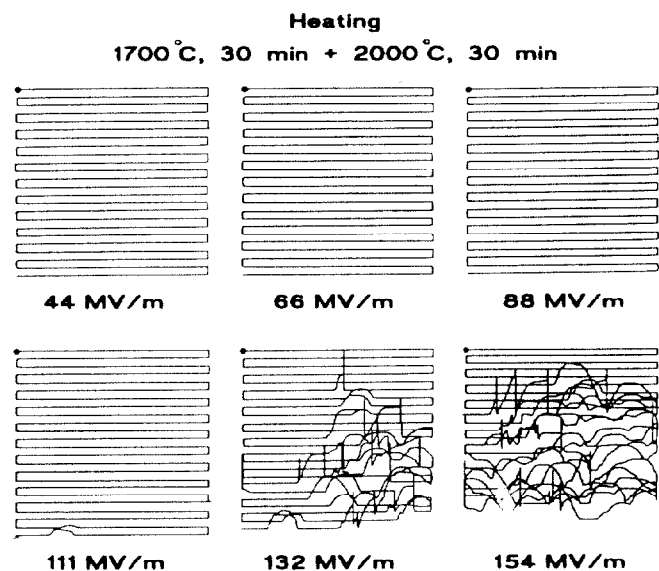 Heating
1700°C, 30 min + 2000°C, 30 min
44 MV/m 66 MV/m 88 MV/m
111 MV/m 132 MV/m 154 MV/m